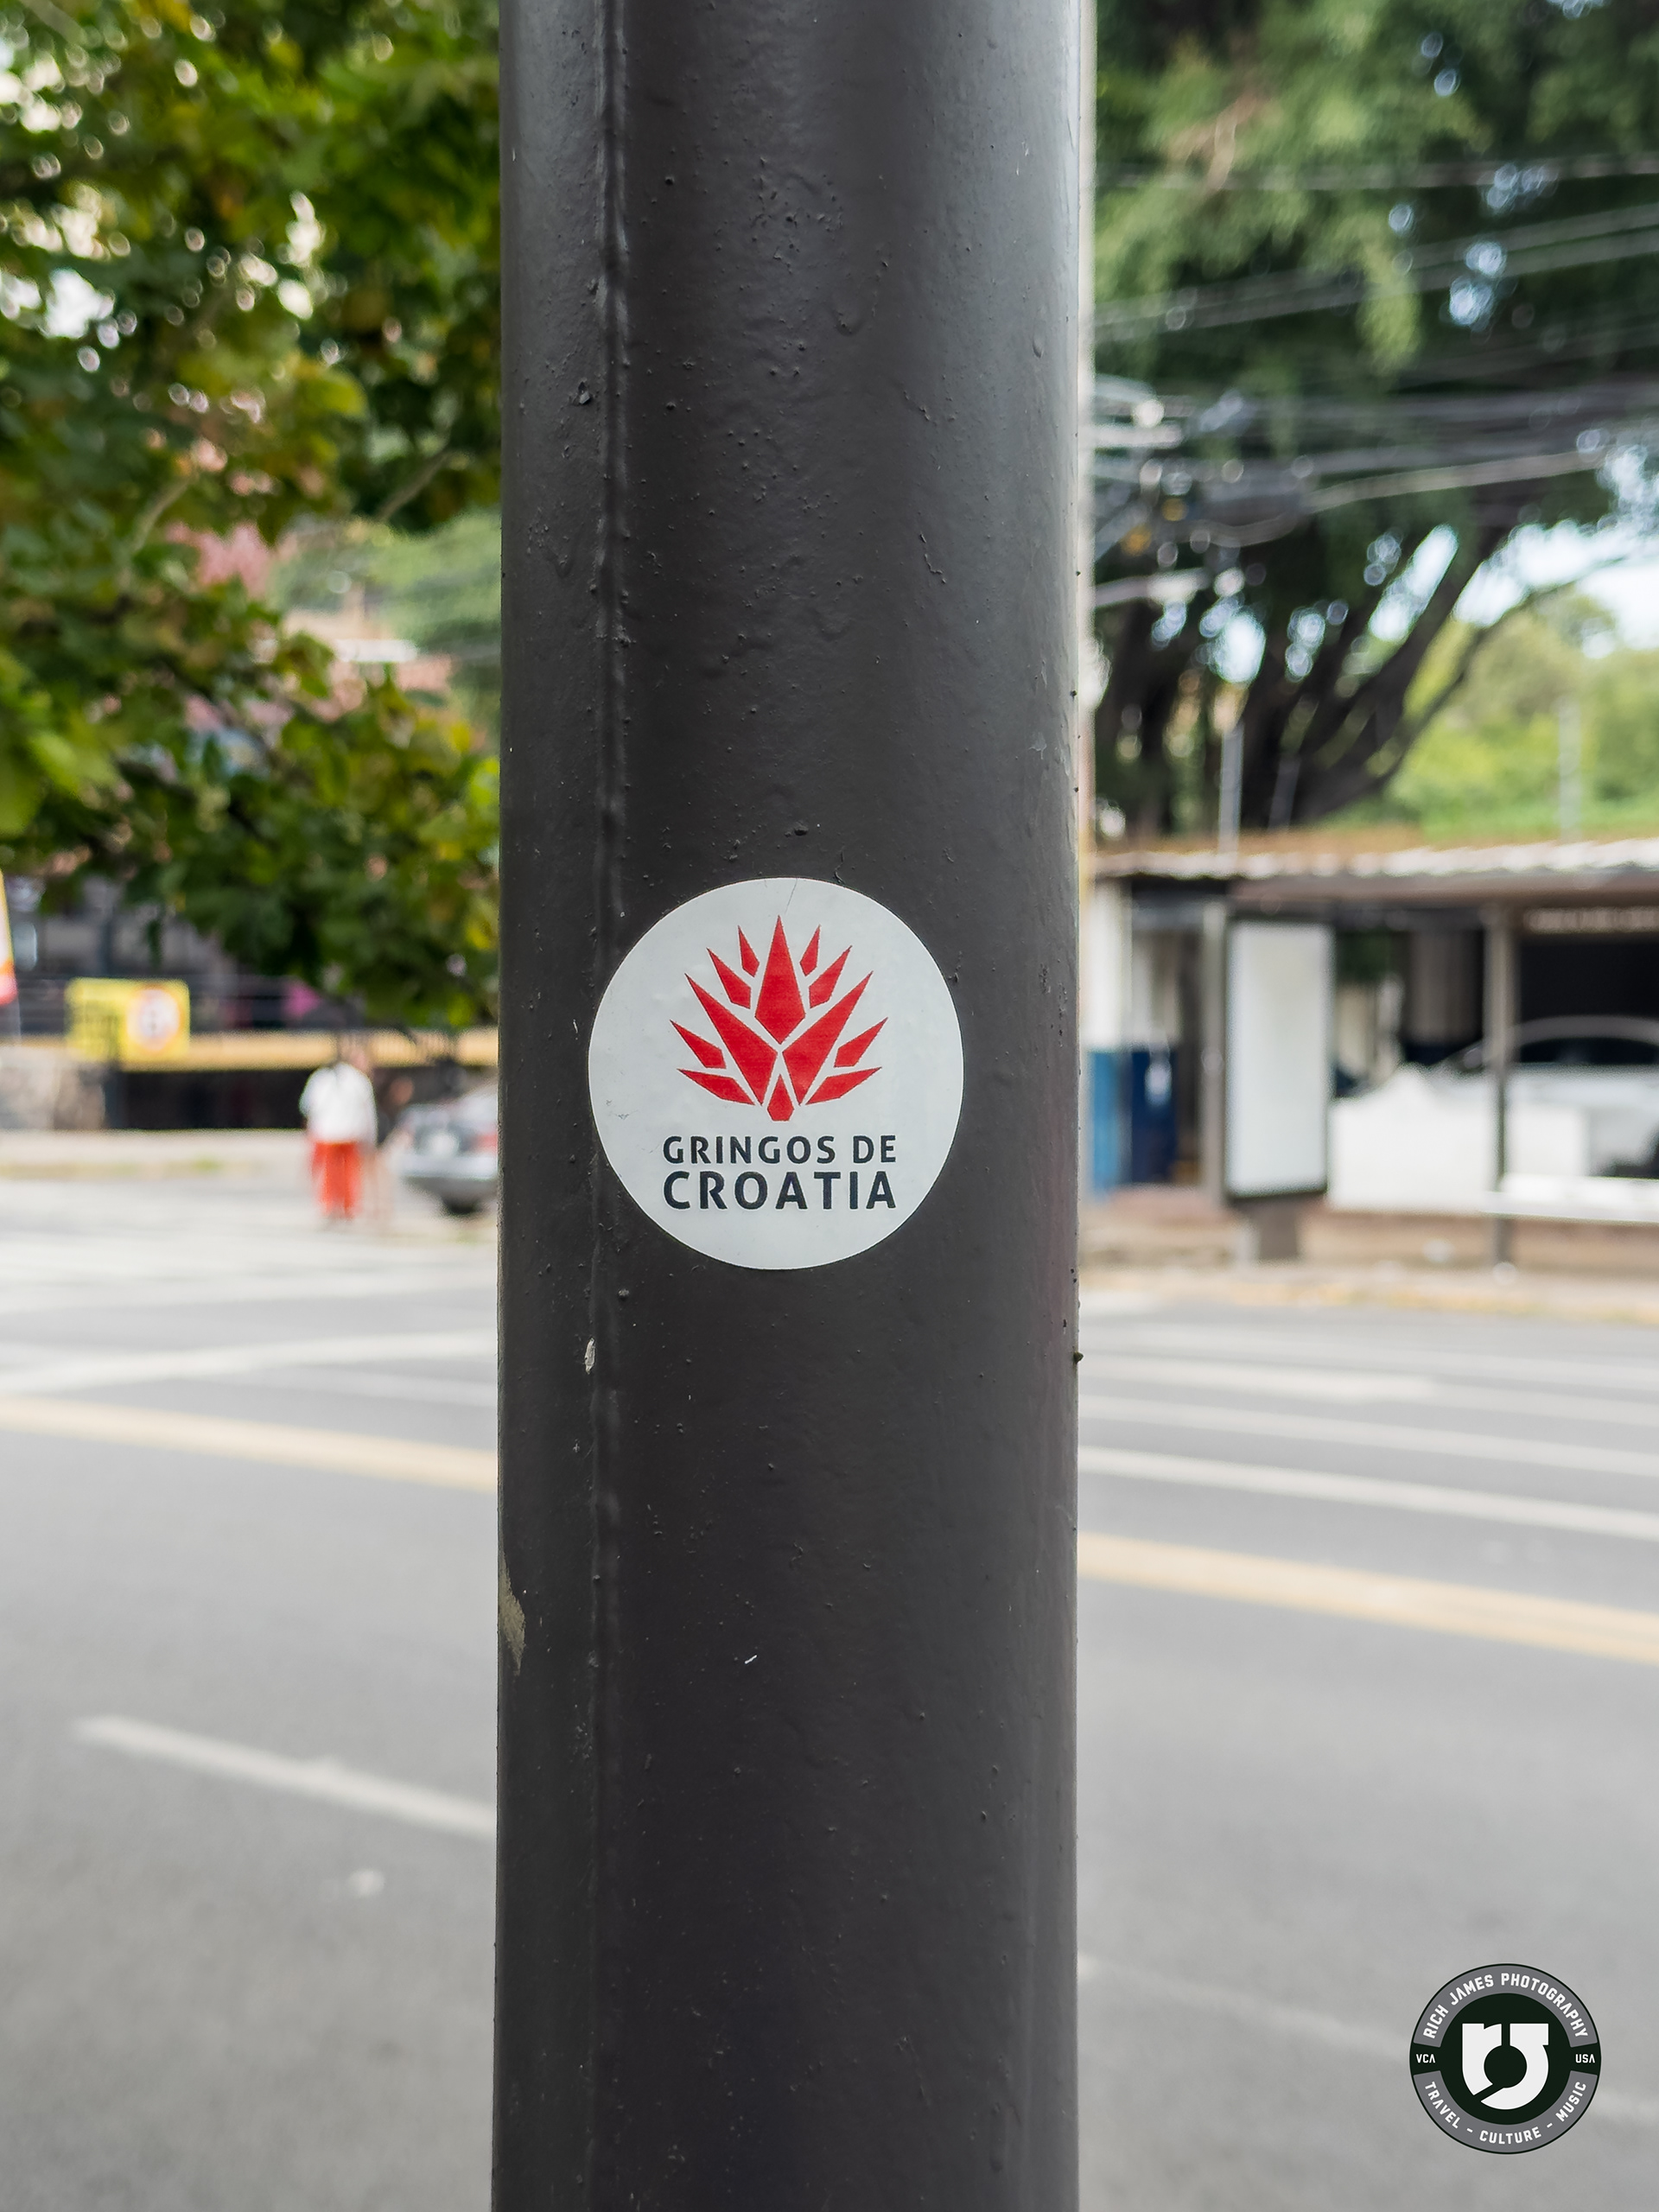 GRINGOS DE
CROATIA
RICH JAMES PHOTOGRAPHY
VCA
USA
TRAVEL - CULTURE - MUSIC